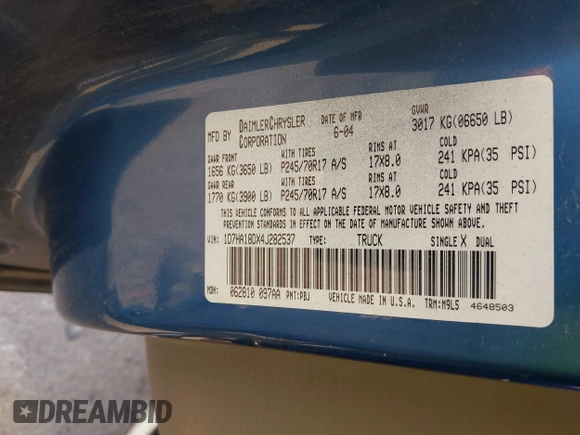 MFD BY DAIMLERCHRYSLER CORPORATION DATE OF MFR 6-04 GVWR 3017 KG(06650 LB)
GAWR FRONT WITH TIRES RIMS AT COLD
1656 KG(3650 LB) P245/70R17 A/S 17X8.0 241 KPA(35 PSI)
GAWR REAR WITH TIRES RIMS AT COLD
1770 KG(3900 LB) P245/70R17 A/S 17X8.0 241 KPA(35 PSI)
THIS VEHICLE CONFORMS TO ALL APPLICABLE FEDERAL MOTOR VEHICLE SAFETY AND THEFT
PREVENTION STANDARDS IN EFFECT ON THE DATE OF MANUFACTURE SHOWN ABOVE.
VIN: 1D7HA18DX4J282537 TYPE: TRUCK SINGLE X DUAL
MDH: 062810 097AA PNT:PBJ VEHICLE MADE IN U.S.A. TRM:M9L5 4648503
DREAMBID